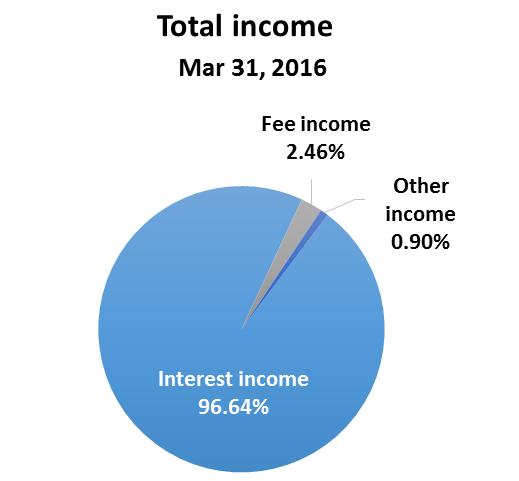 Total income
Mar 31, 2016
Fee income
2.46%
Other
income
0.90%
Interest income
96.64%